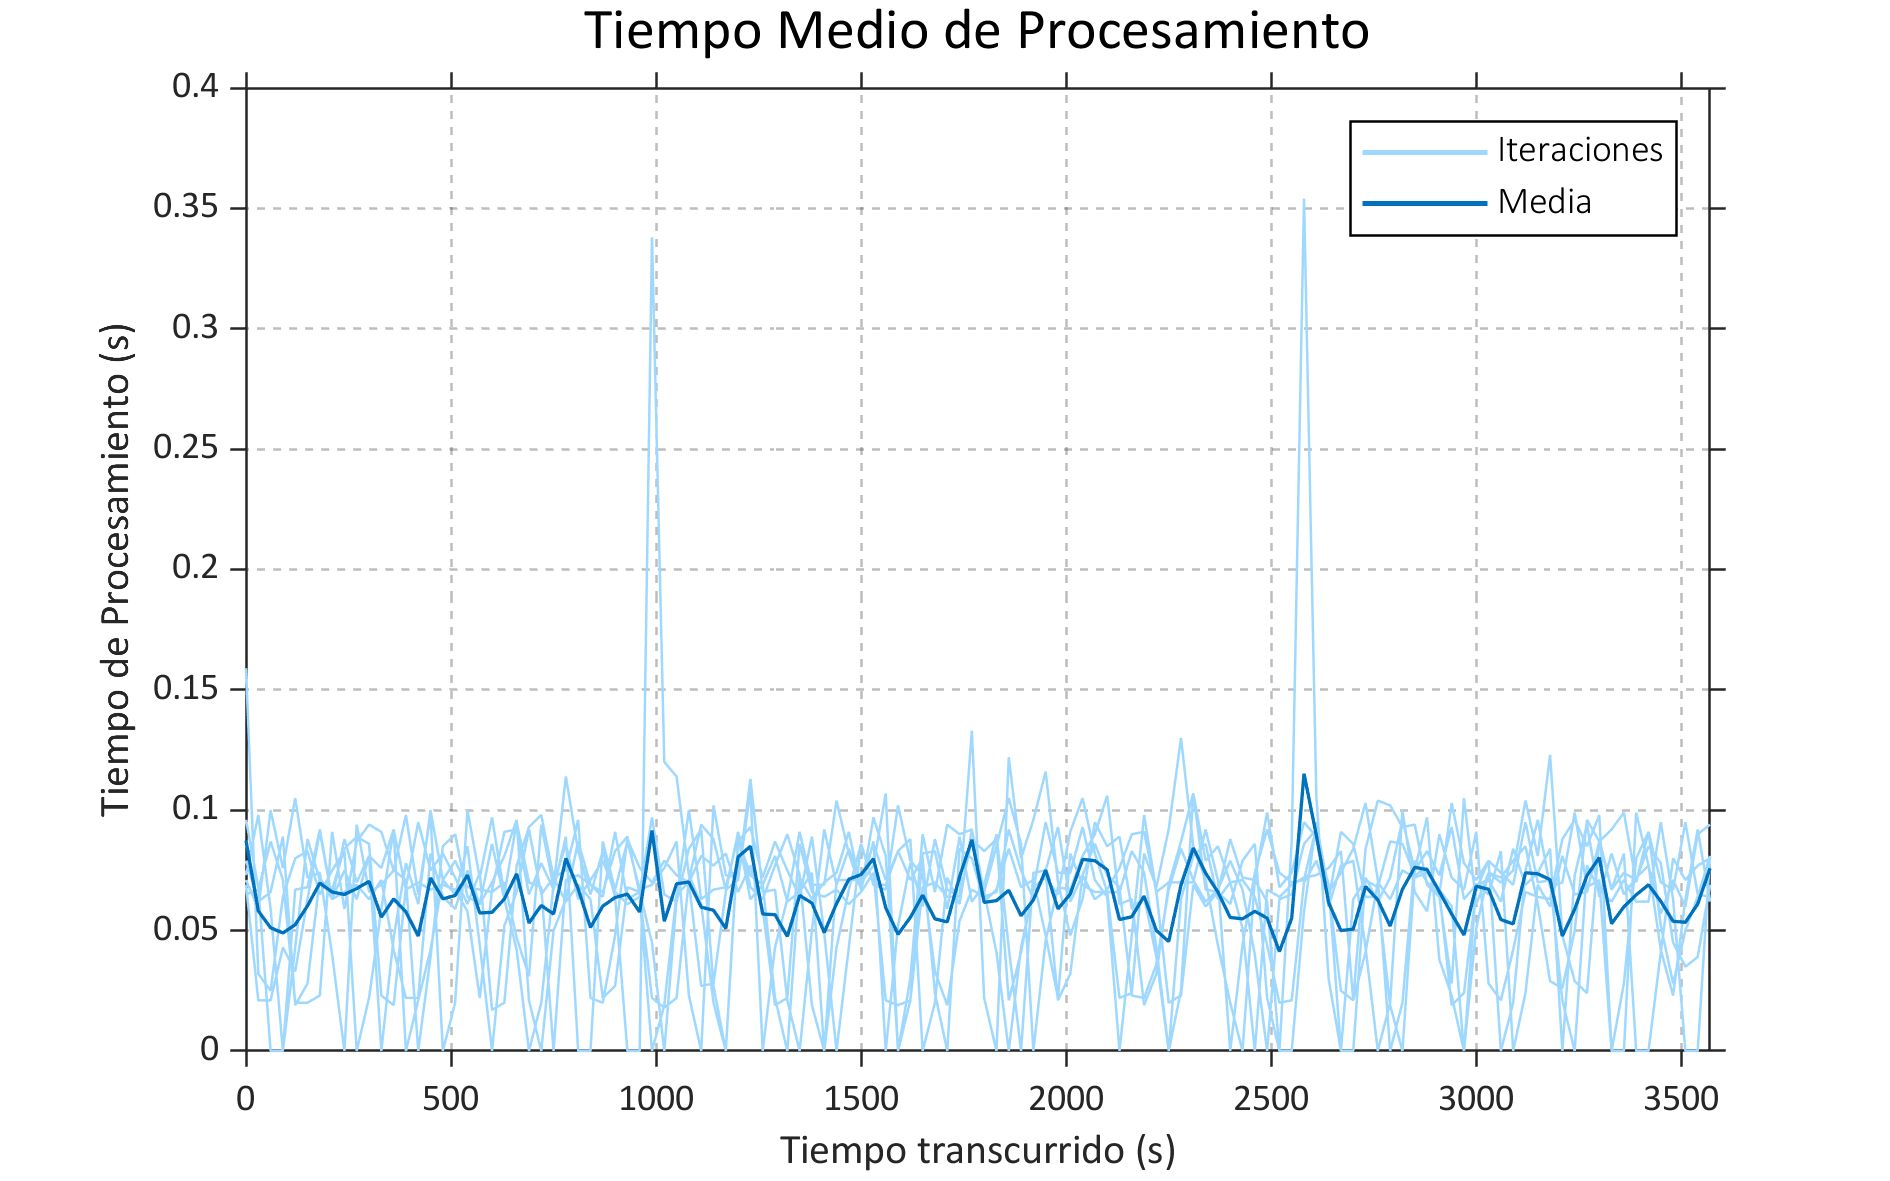 Tiempo Medio de Procesamiento
Iteraciones
Media
Tiempo de Procesamiento (s)
0.4
0.35
0.3
0.25
0.2
0.15
0.1
0.05
0
0 500 1000 1500 2000 2500 3000 3500
Tiempo transcurrido (s)